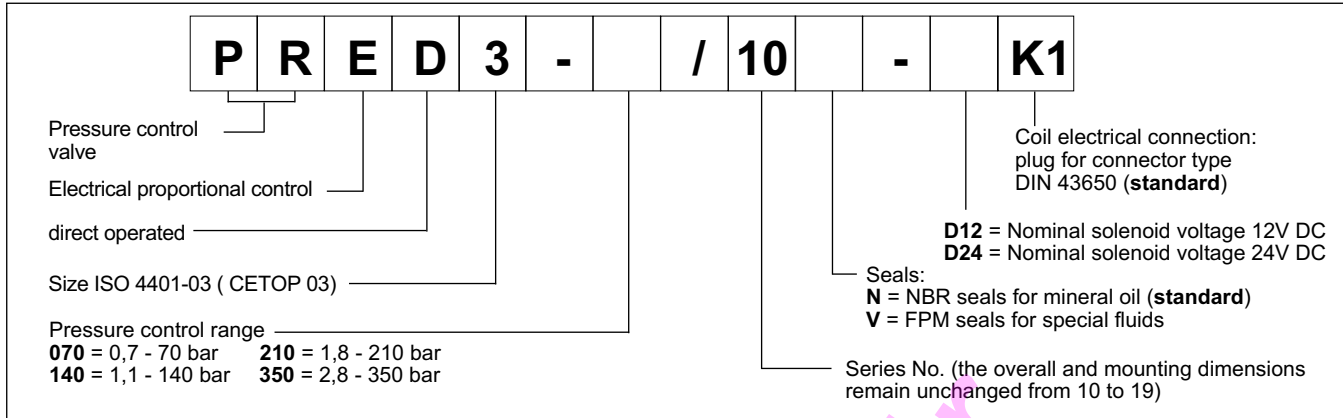 P R E D 3 - / 10 - K1
Pressure control
valve
Electrical proportional control
direct operated
Size ISO 4401-03 ( CETOP 03)
Pressure control range
070 = 0,7 - 70 bar 210 = 1,8 - 210 bar
140 = 1,1 - 140 bar 350 = 2,8 - 350 bar
Coil electrical connection:
plug for connector type
DIN 43650 (standard)
D12 = Nominal solenoid voltage 12V DC
D24 = Nominal solenoid voltage 24V DC
Seals:
N = NBR seals for mineral oil (standard)
V = FPM seals for special fluids
Series No. (the overall and mounting dimensions
remain unchanged from 10 to 19)